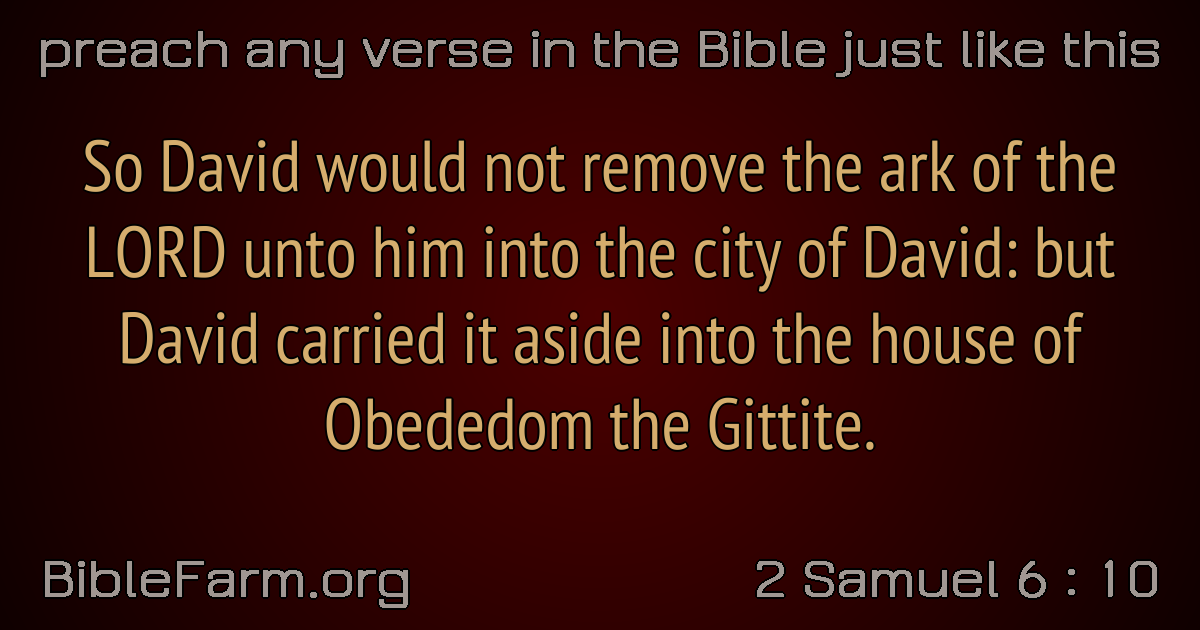 preach any verse in the Bible just like this
So David would not remove the ark of the
LORD unto him into the city of David: but
David carried it aside into the house of
Obededom the Gittite.
BibleFarm.org
2 Samuel 6 : 10